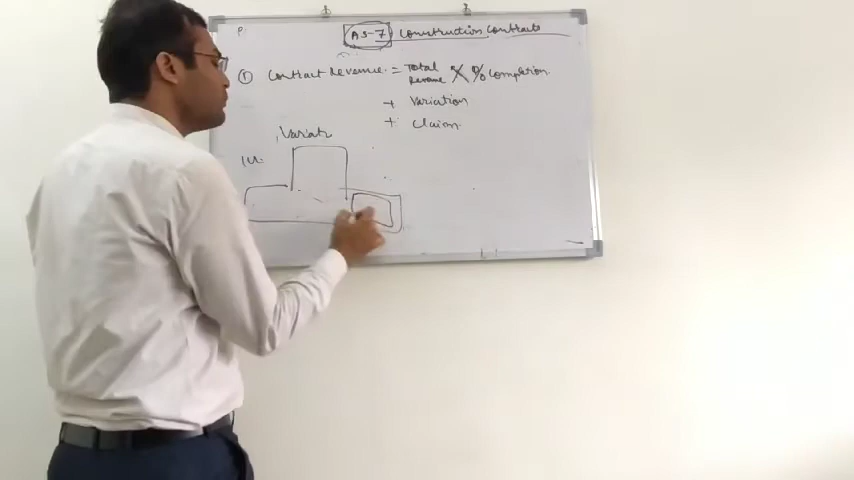 P
AS-7 Construction Contracts
① Contract Revenue = Total Revenue X % Completion.
+ Variation
+ Claim
Variatn